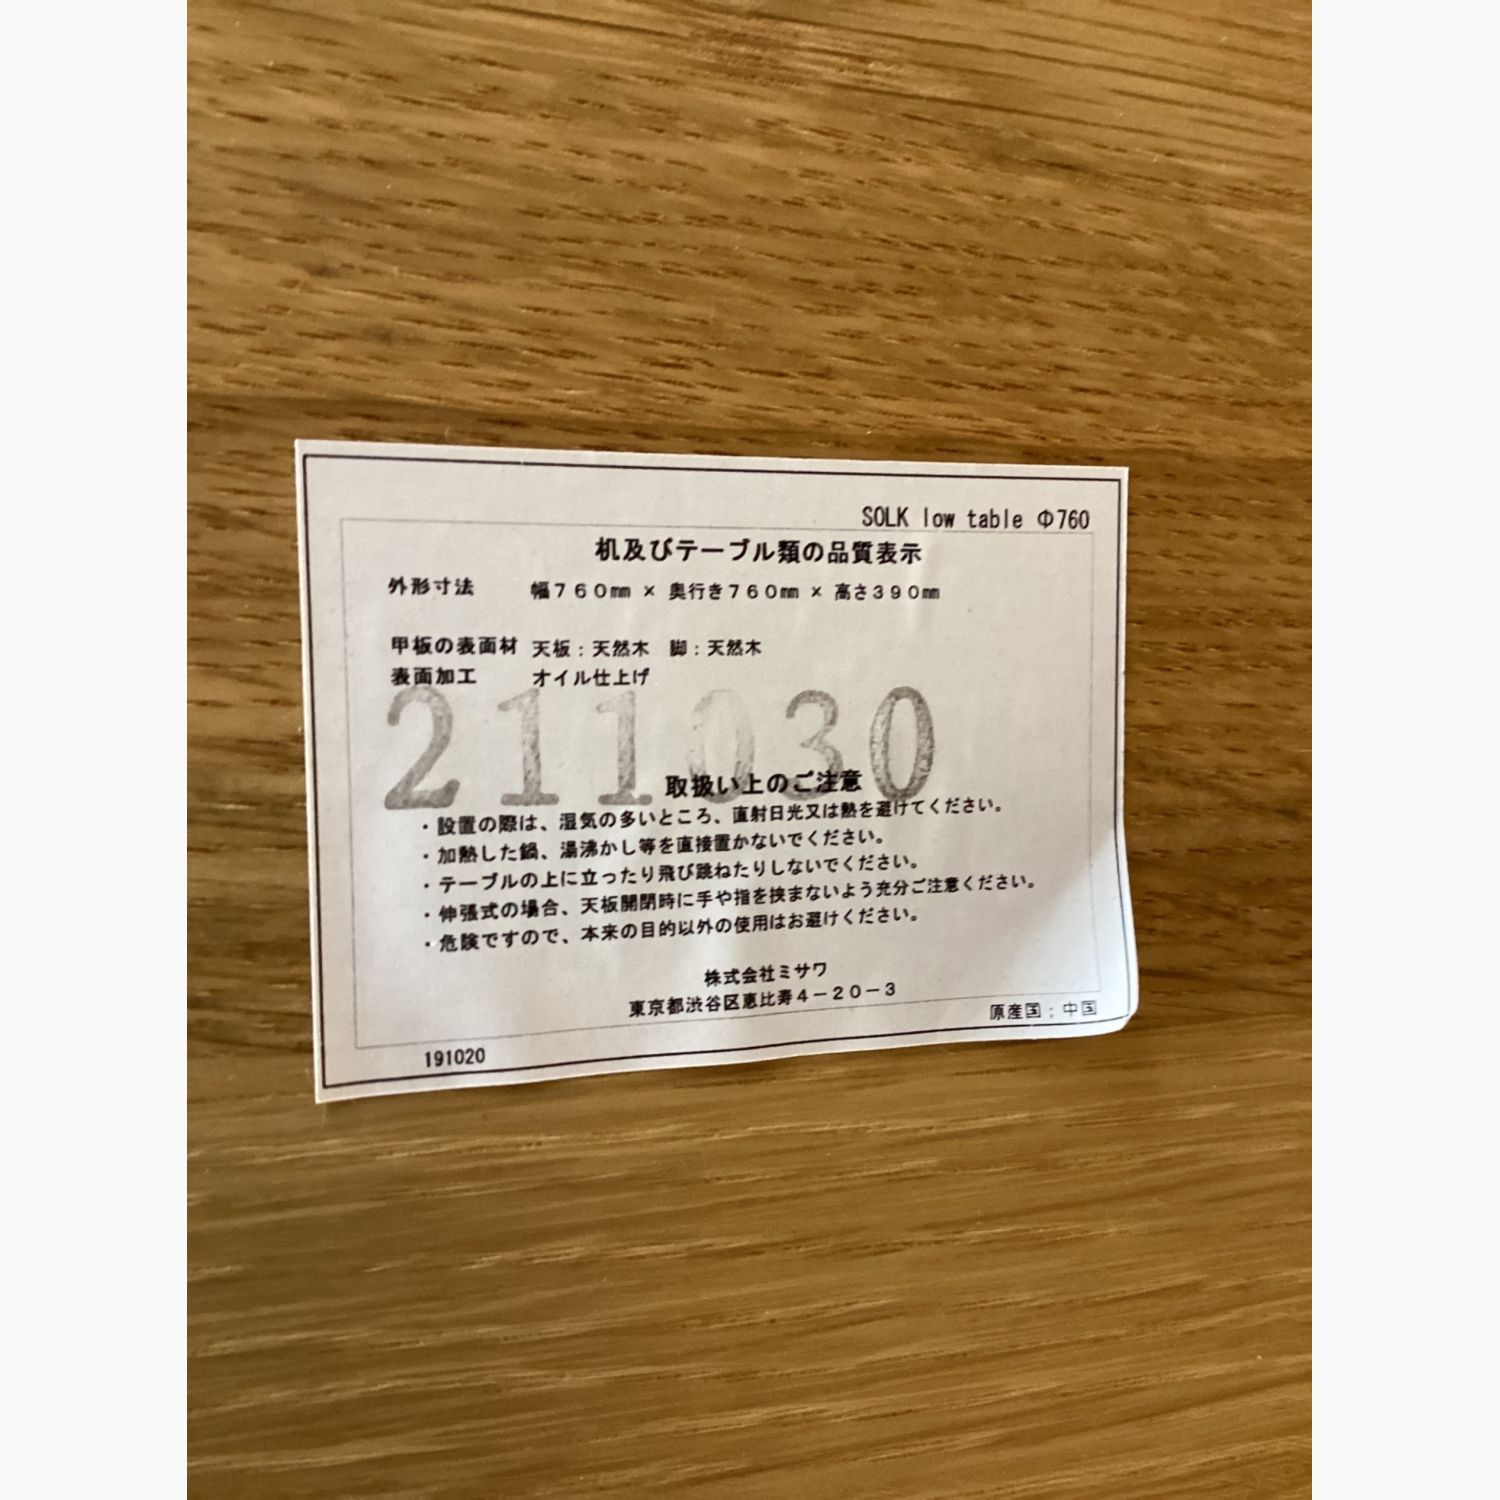 SOLK low table Φ760
机及びテーブル類の品質表示
外形寸法 幅７６０㎜ × 奥行き７６０㎜ × 高さ３９０㎜
甲板の表面材 天板：天然木 脚：天然木
表面加工 オイル仕上げ
211030
取扱い上のご注意
・設置の際は、湿気の多いところ、直射日光又は熱を避けてください。
・加熱した鍋、湯沸かし等を直接置かないでください。
・テーブルの上に立ったり飛び跳ねたりしないでください。
・伸張式の場合、天板開閉時に手や指を挟まないよう充分ご注意ください。
・危険ですので、本来の目的以外の使用はお避けください。
株式会社ミサワ
東京都渋谷区恵比寿４－２０－３
原産国：中国
191020